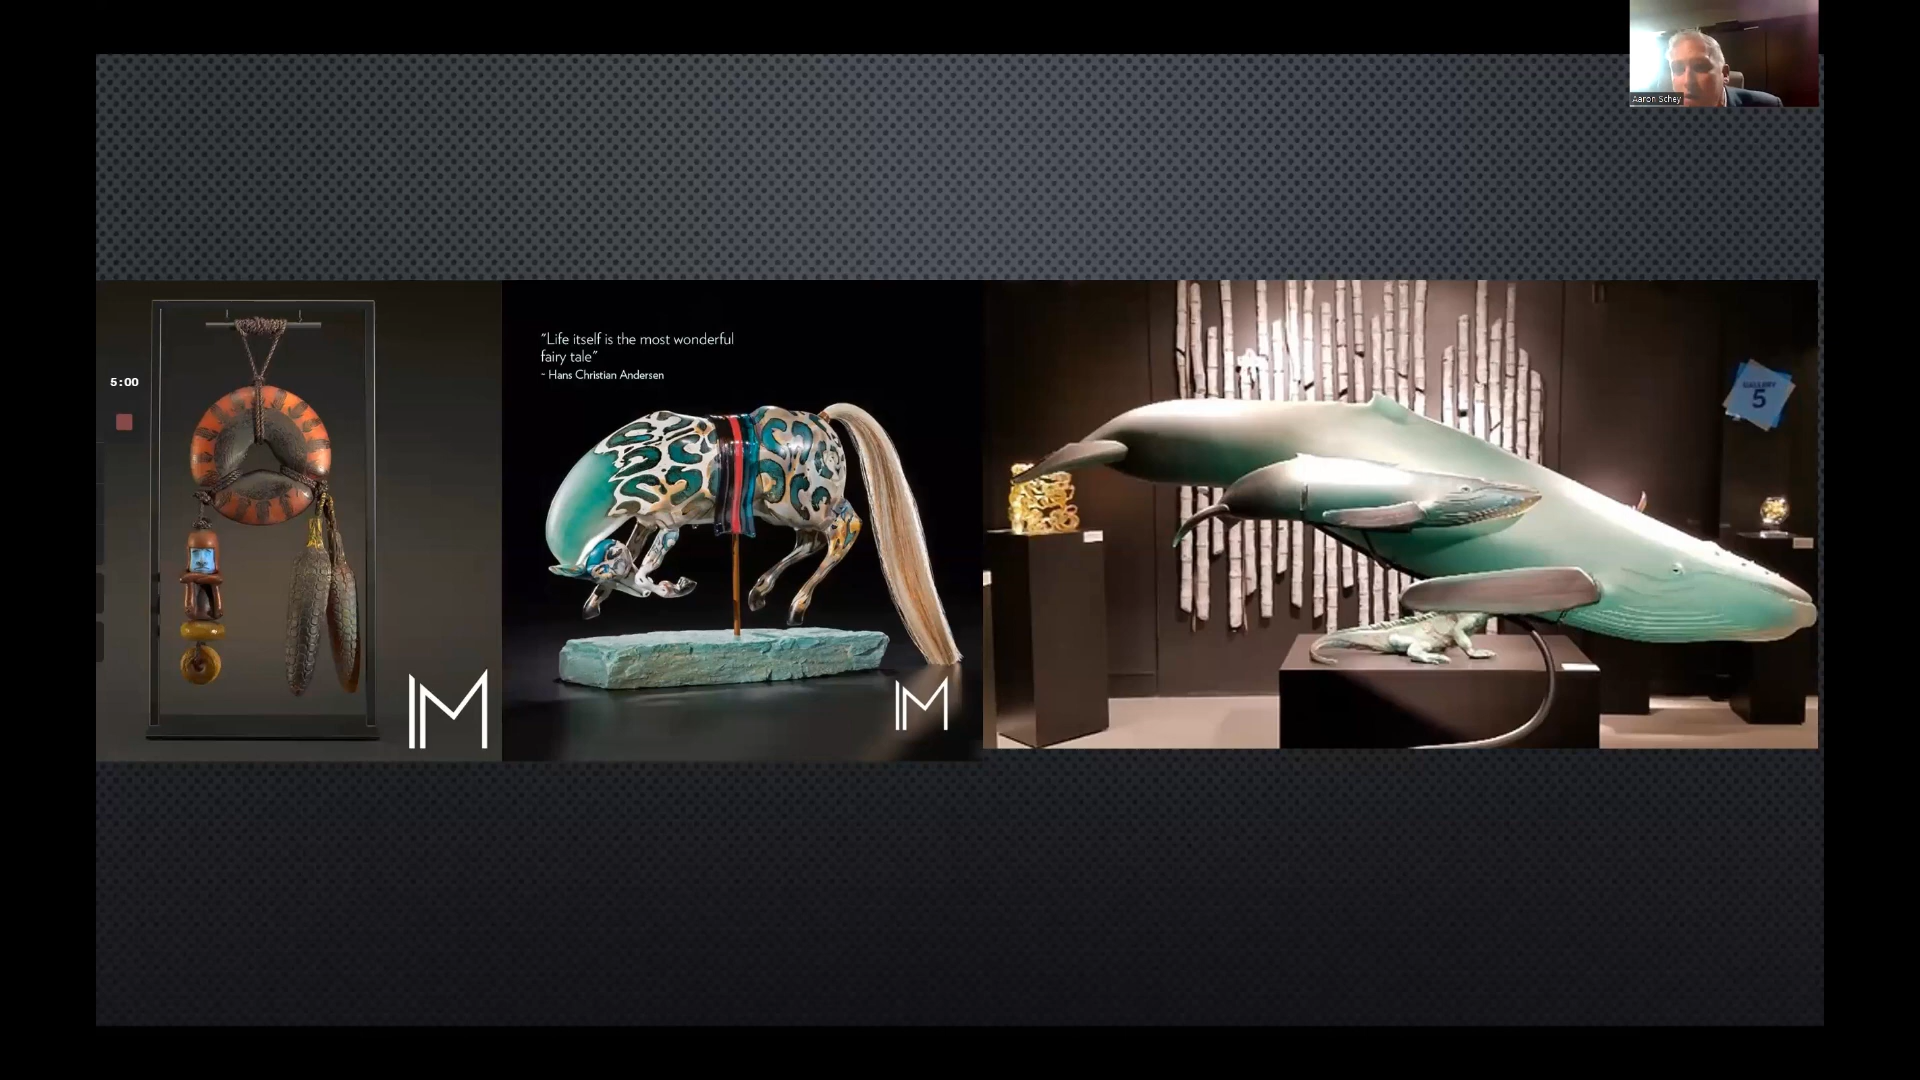 Aaron Schey
"Life itself is the most wonderful
fairy tale"
- Hans Christian Andersen
5:00
GALLERY
5
IM
IM